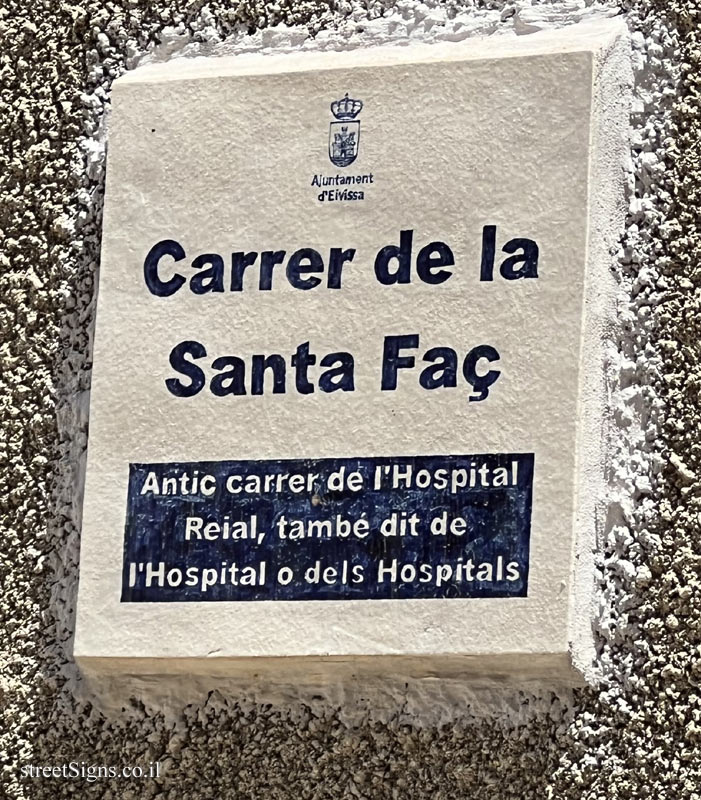 Ajuntament
d'Eivissa
Carrer de la
Santa Faç
Antic carrer de l'Hospital
Reial, també dit de
l'Hospital o dels Hospitals
streetSigns.co.il